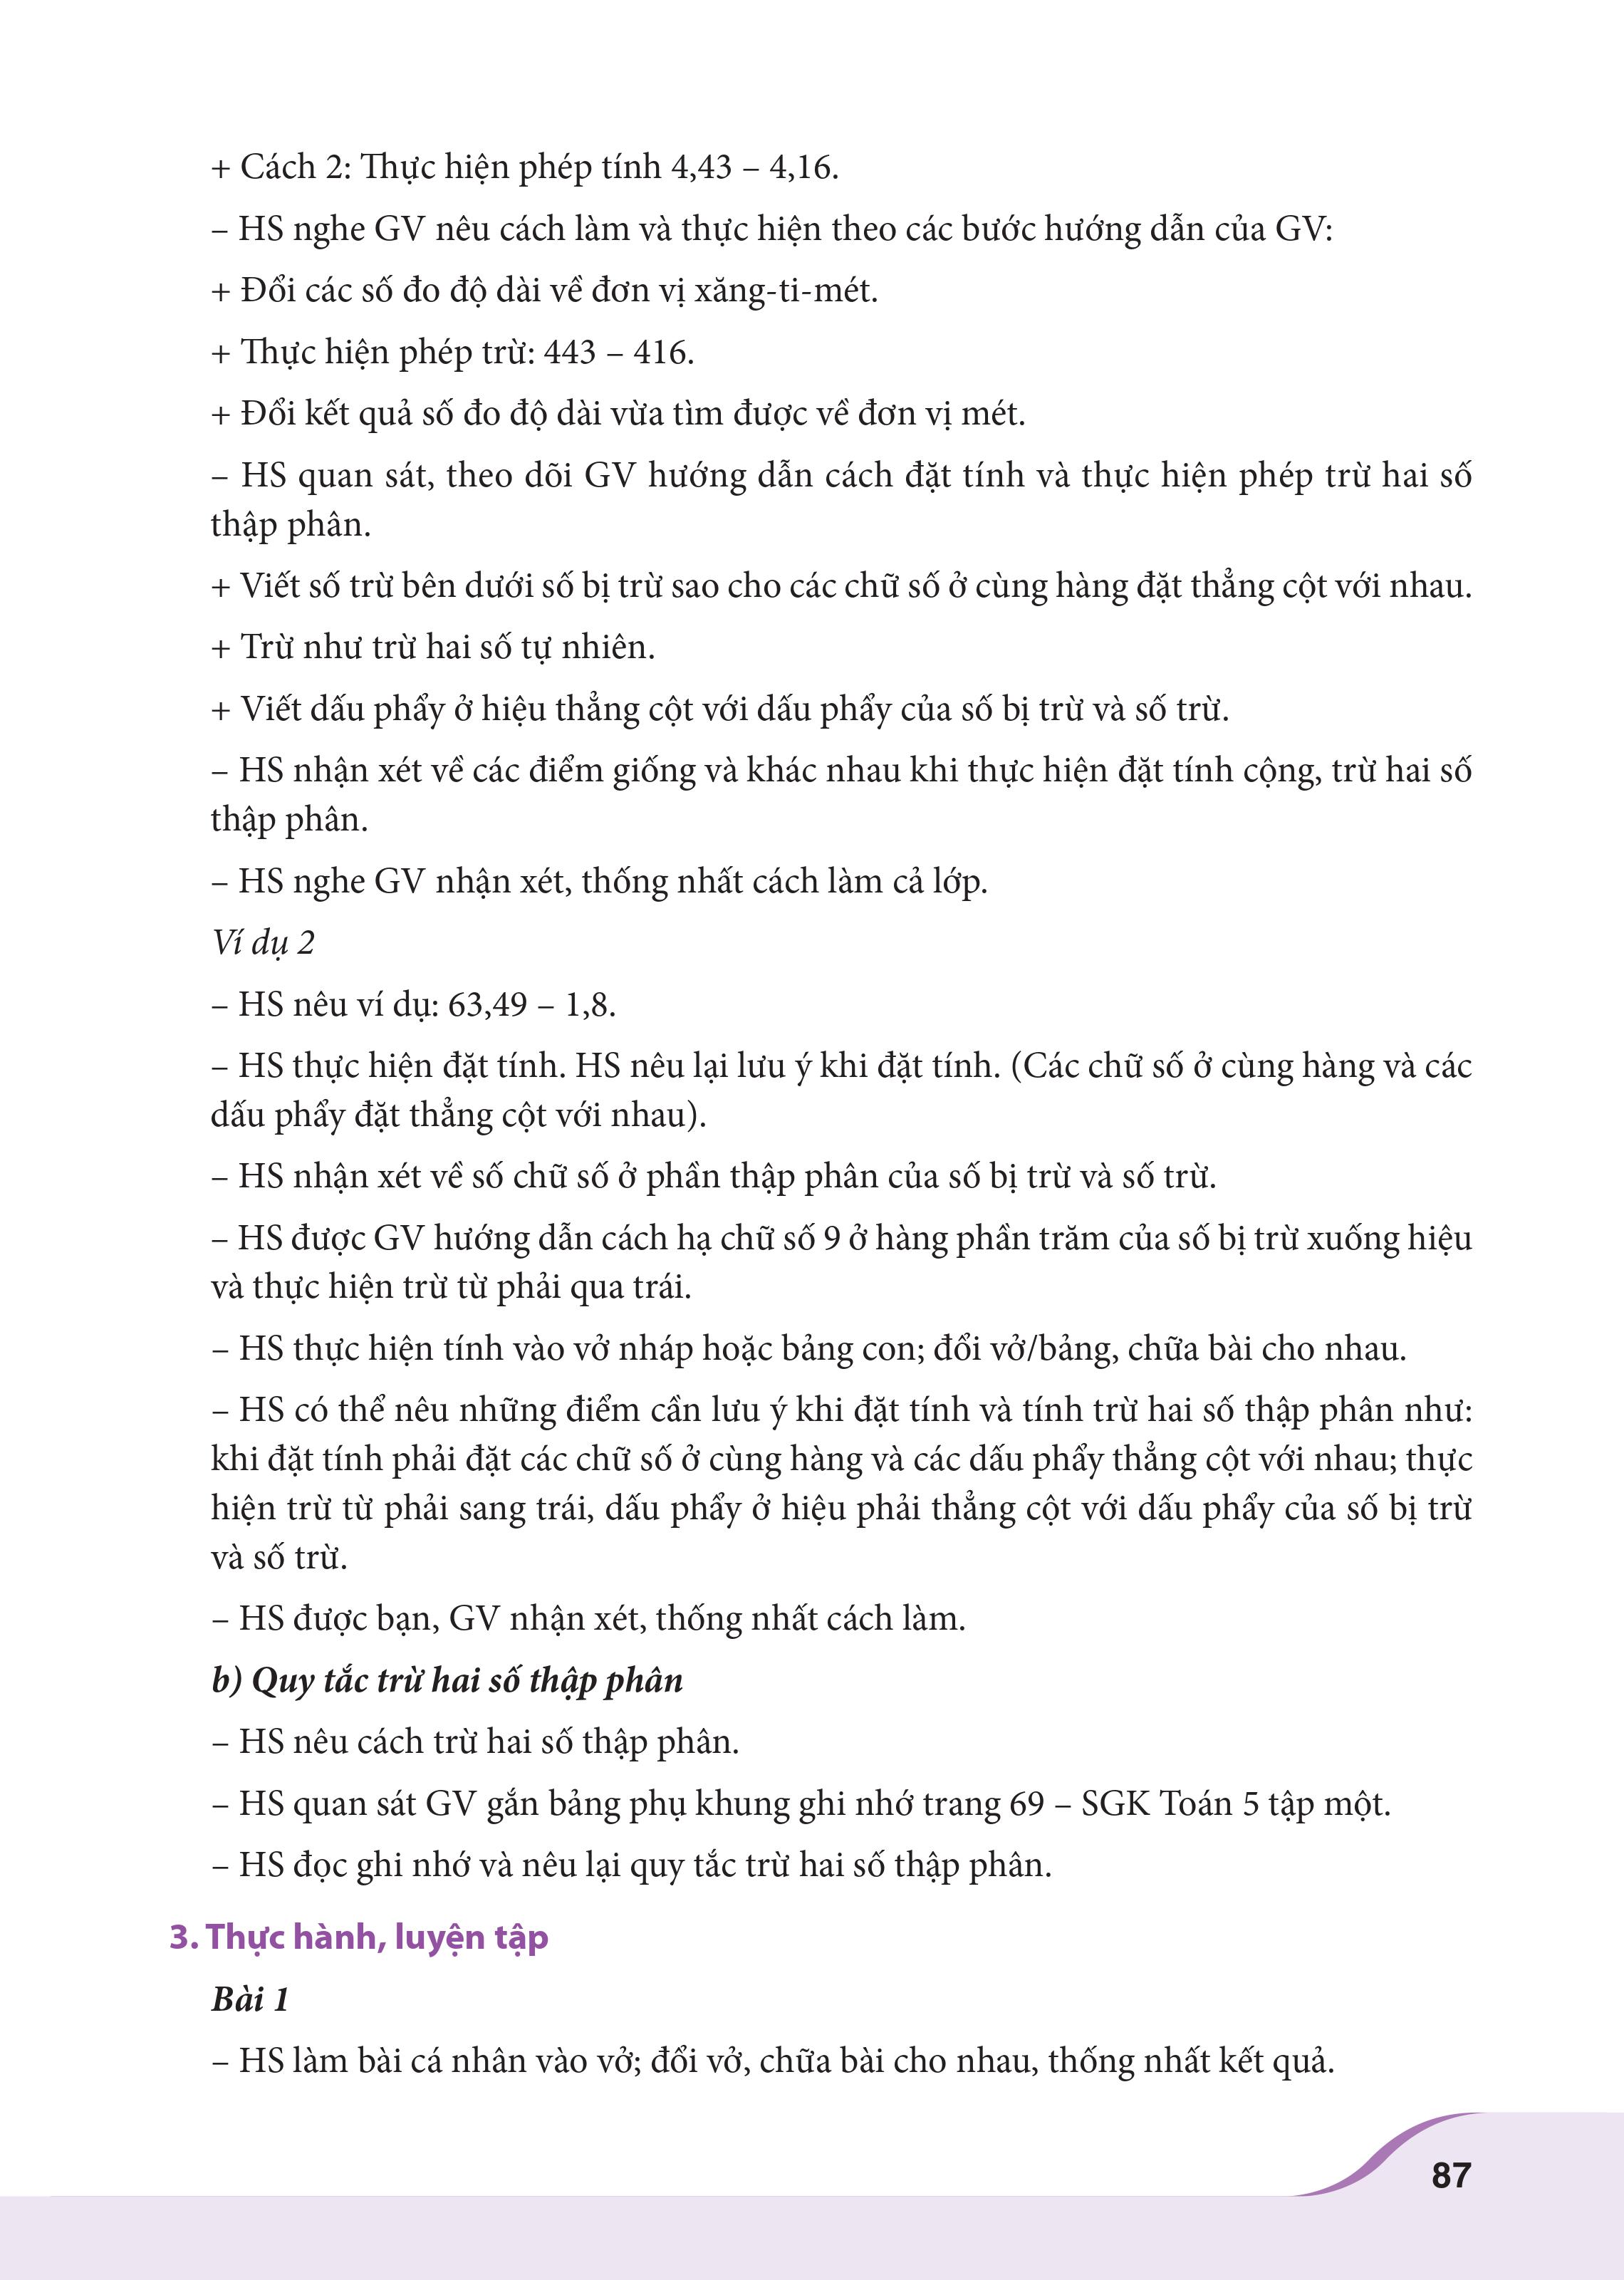 + Cách 2: Thực hiện phép tính 4,43 – 4,16.
– HS nghe GV nêu cách làm và thực hiện theo các bước hướng dẫn của GV:
+ Đổi các số đo độ dài về đơn vị xăng-ti-mét.
+ Thực hiện phép trừ: 443 – 416.
+ Đổi kết quả số đo độ dài vừa tìm được về đơn vị mét.
– HS quan sát, theo dõi GV hướng dẫn cách đặt tính và thực hiện phép trừ hai số
thập phân.
+ Viết số trừ bên dưới số bị trừ sao cho các chữ số ở cùng hàng đặt thẳng cột với nhau.
+ Trừ như trừ hai số tự nhiên.
+ Viết dấu phẩy ở hiệu thẳng cột với dấu phẩy của số bị trừ và số trừ.
– HS nhận xét về các điểm giống và khác nhau khi thực hiện đặt tính cộng, trừ hai số
thập phân.
– HS nghe GV nhận xét, thống nhất cách làm cả lớp.
Ví dụ 2
– HS nêu ví dụ: 63,49 – 1,8.
– HS thực hiện đặt tính. HS nêu lại lưu ý khi đặt tính. (Các chữ số ở cùng hàng và các
dấu phẩy đặt thẳng cột với nhau).
– HS nhận xét về số chữ số ở phần thập phân của số bị trừ và số trừ.
– HS được GV hướng dẫn cách hạ chữ số 9 ở hàng phần trăm của số bị trừ xuống hiệu
và thực hiện trừ từ phải qua trái.
– HS thực hiện tính vào vở nháp hoặc bảng con; đổi vở/bảng, chữa bài cho nhau.
– HS có thể nêu những điểm cần lưu ý khi đặt tính và tính trừ hai số thập phân như:
khi đặt tính phải đặt các chữ số ở cùng hàng và các dấu phẩy thẳng cột với nhau; thực
hiện trừ từ phải sang trái, dấu phẩy ở hiệu phải thẳng cột với dấu phẩy của số bị trừ
và số trừ.
– HS được bạn, GV nhận xét, thống nhất cách làm.
b) Quy tắc trừ hai số thập phân
– HS nêu cách trừ hai số thập phân.
– HS quan sát GV gắn bảng phụ khung ghi nhớ trang 69 – SGK Toán 5 tập một.
– HS đọc ghi nhớ và nêu lại quy tắc trừ hai số thập phân.
3. Thực hành, luyện tập
Bài 1
– HS làm bài cá nhân vào vở; đổi vở, chữa bài cho nhau, thống nhất kết quả.
87